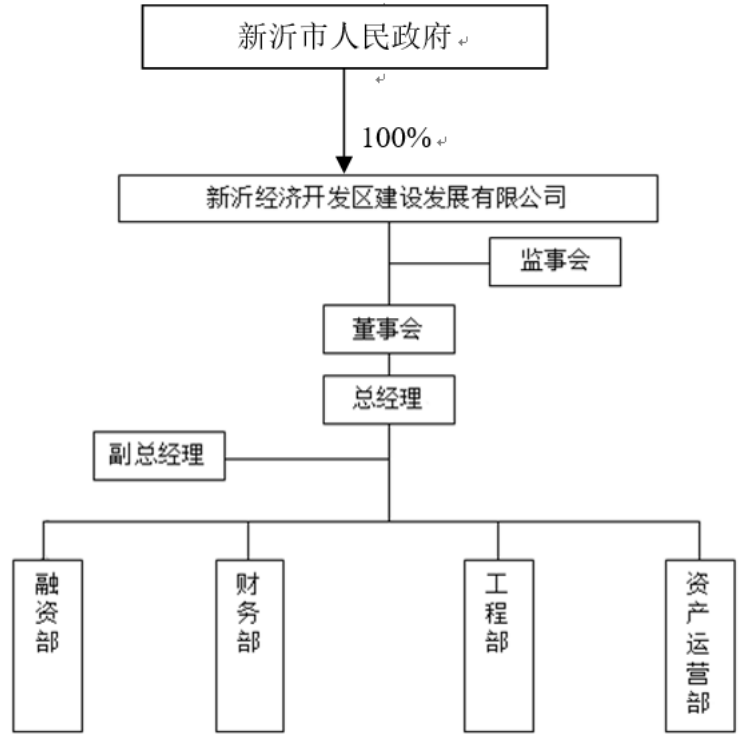 新沂市人民政府
100%
新沂经济开发区建设发展有限公司
监事会
董事会
总经理
副总经理
融资部
财务部
工程部
资产运营部